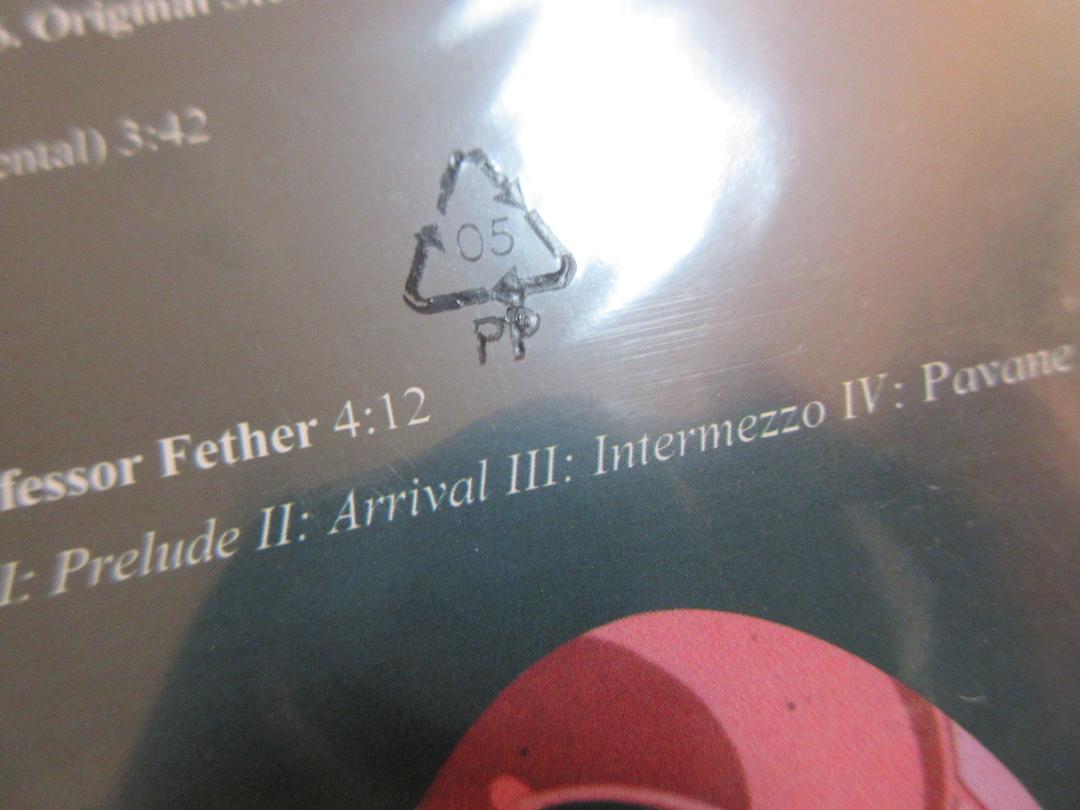 & Original
ental) 3:42
05
PP
fessor Fether 4:12
I: Prelude II: Arrival III: Intermezzo IV: Pavane